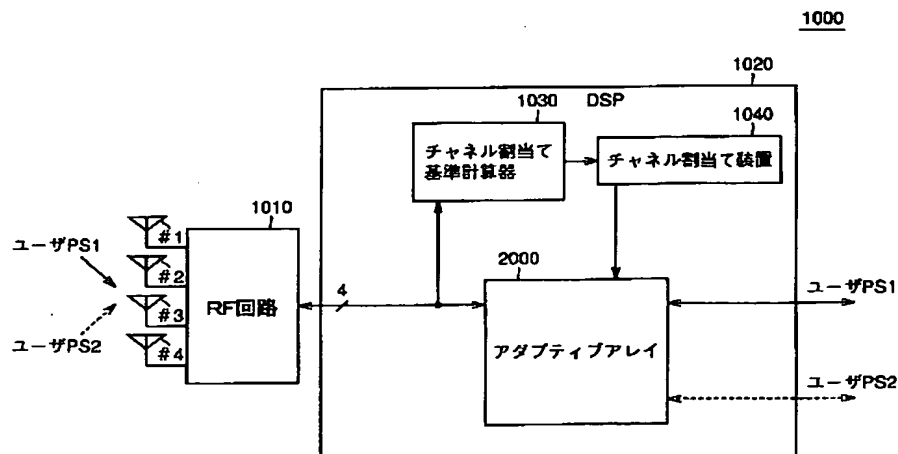 1000
1020
1030
DSP
1040
チャネル割当て
基準計算器
チャネル割当て装置
1010
#1
ユーザPS1
#2
2000
4
ユーザPS1
RF回路
#3
ユーザPS2
アダプティブアレイ
#4
ユーザPS2